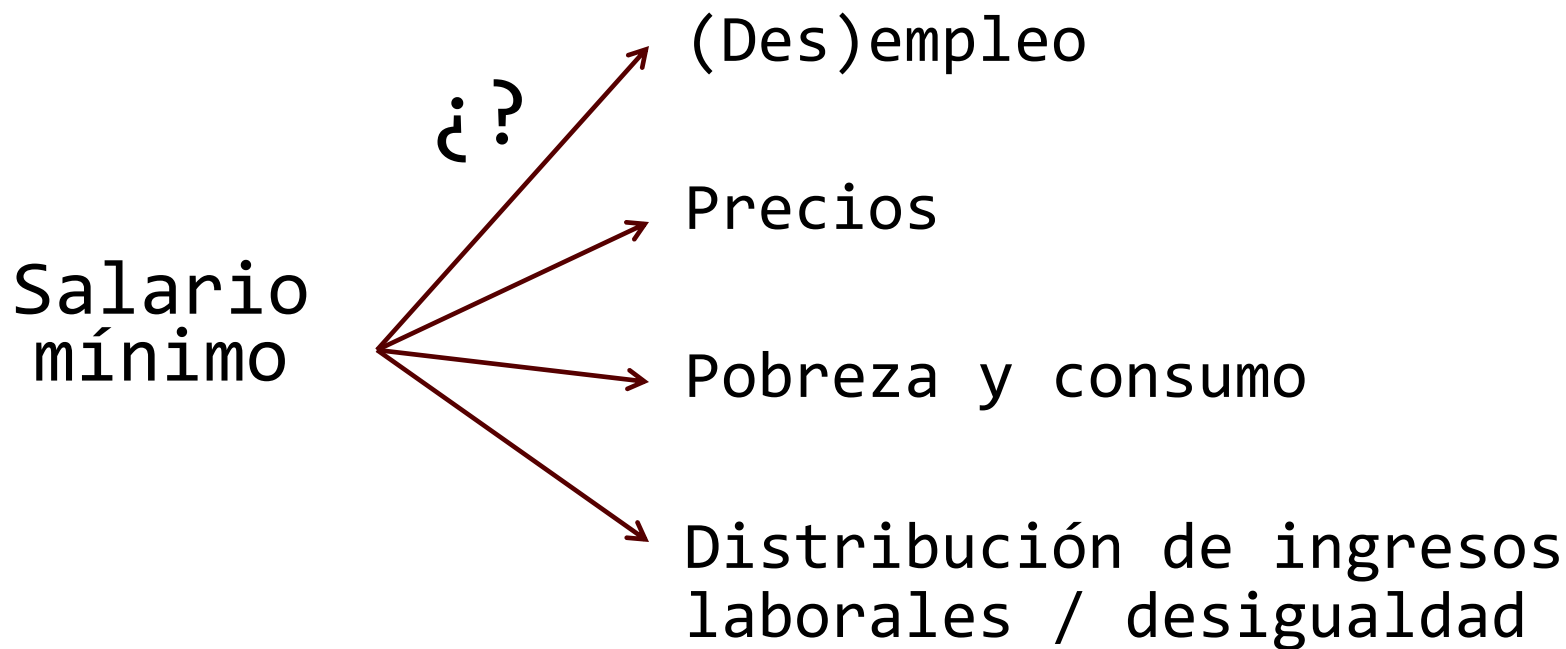 (Des)empleo
¿?
Precios
Salario
mínimo
Pobreza y consumo
Distribución de ingresos
laborales / desigualdad